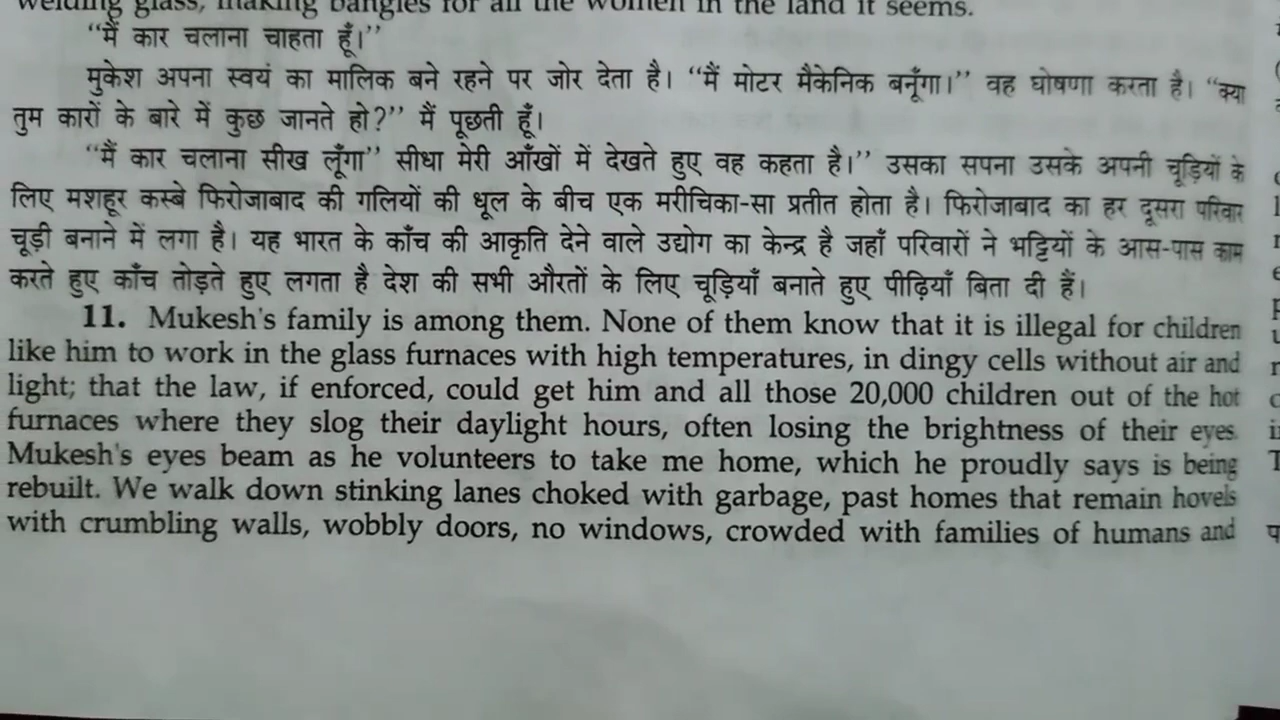 welding glass, making bangles for all the women in the land it seems.
“मैं कार चलाना चाहता हूँ।”
मुकेश अपना स्वयं का मालिक बने रहने पर जोर देता है। “मैं मोटर मैकेनिक बनूँगा।” वह घोषणा करता है। “क्या
तुम कारों के बारे में कुछ जानते हो?” मैं पूछती हूँ।
“मैं कार चलाना सीख लूँगा” सीधा मेरी आँखों में देखते हुए वह कहता है।” उसका सपना उसके अपनी चूड़ियों के
लिए मशहूर कस्बे फिरोजाबाद की गलियों की धूल के बीच एक मरीचिका-सा प्रतीत होता है। फिरोजाबाद का हर दूसरा परिवार
चूड़ी बनाने में लगा है। यह भारत के काँच की आकृति देने वाले उद्योग का केन्द्र है जहाँ परिवारों ने भट्टियों के आस-पास काम
करते हुए काँच तोड़ते हुए लगता है देश की सभी औरतों के लिए चूड़ियाँ बनाते हुए पीढ़ियाँ बिता दी हैं।
11. Mukesh's family is among them. None of them know that it is illegal for children
like him to work in the glass furnaces with high temperatures, in dingy cells without air and
light; that the law, if enforced, could get him and all those 20,000 children out of the hot
furnaces where they slog their daylight hours, often losing the brightness of their eyes.
Mukesh's eyes beam as he volunteers to take me home, which he proudly says is being
rebuilt. We walk down stinking lanes choked with garbage, past homes that remain hovels
with crumbling walls, wobbly doors, no windows, crowded with families of humans and